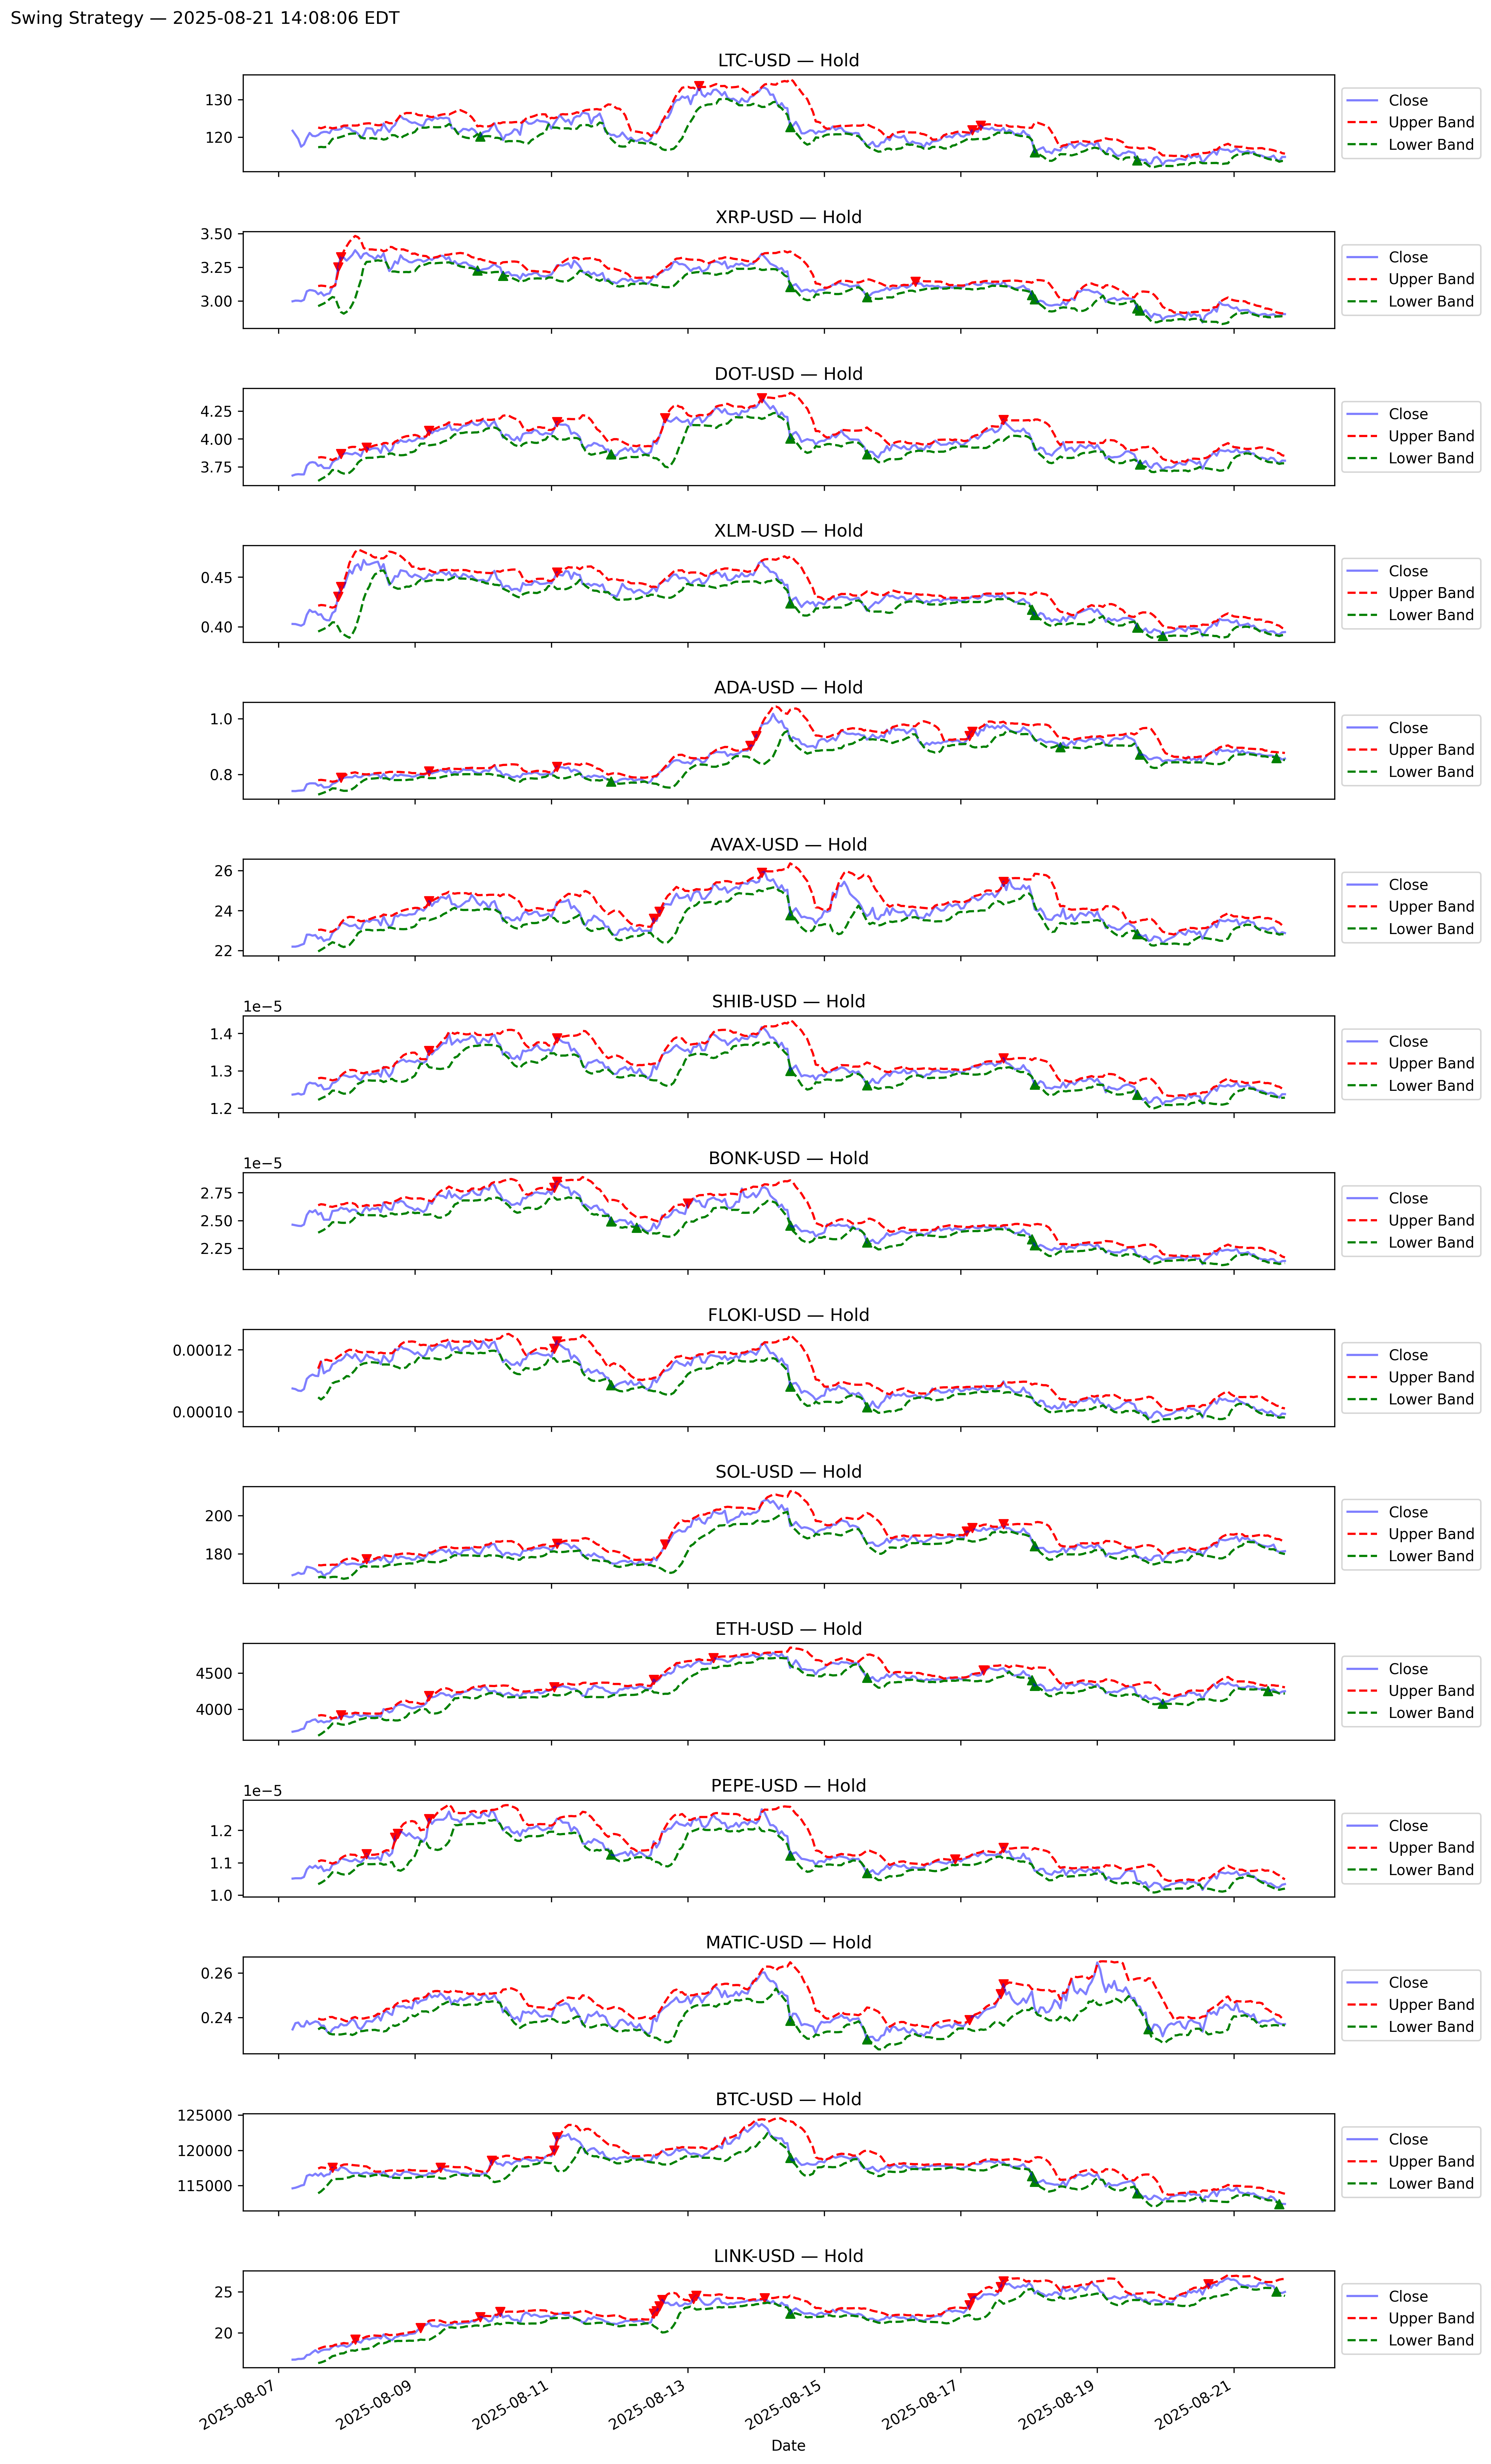 Swing Strategy — 2025-08-21 14:08:06 EDT
LTC-USD — Hold
130
120
Close
Upper Band
Lower Band
XRP-USD — Hold
3.50
3.25
3.00
Close
Upper Band
Lower Band
DOT-USD — Hold
4.25
4.00
3.75
Close
Upper Band
Lower Band
XLM-USD — Hold
0.45
0.40
Close
Upper Band
Lower Band
ADA-USD — Hold
1.0
0.8
Close
Upper Band
Lower Band
AVAX-USD — Hold
26
24
22
Close
Upper Band
Lower Band
SHIB-USD — Hold
1e−5
1.4
1.3
1.2
Close
Upper Band
Lower Band
BONK-USD — Hold
1e−5
2.75
2.50
2.25
Close
Upper Band
Lower Band
FLOKI-USD — Hold
0.00012
0.00010
Close
Upper Band
Lower Band
SOL-USD — Hold
200
180
Close
Upper Band
Lower Band
ETH-USD — Hold
4500
4000
Close
Upper Band
Lower Band
PEPE-USD — Hold
1e−5
1.2
1.1
1.0
Close
Upper Band
Lower Band
MATIC-USD — Hold
0.26
0.24
Close
Upper Band
Lower Band
BTC-USD — Hold
125000
120000
115000
Close
Upper Band
Lower Band
LINK-USD — Hold
25
20
Close
Upper Band
Lower Band
2025-08-07
2025-08-09
2025-08-11
2025-08-13
2025-08-15
2025-08-17
2025-08-19
2025-08-21
Date